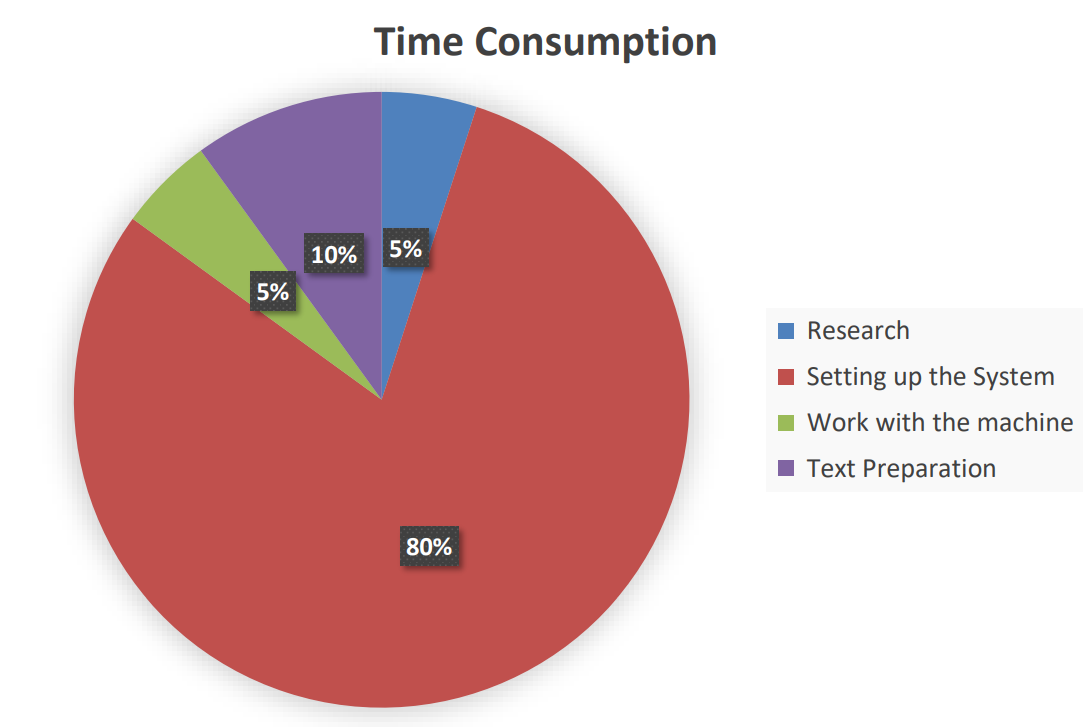 Time Consumption
10%
5%
5%
80%
Research
Setting up the System
Work with the machine
Text Preparation